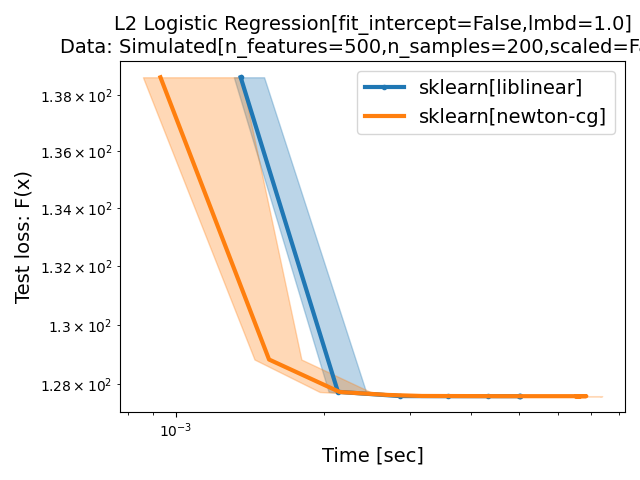 L2 Logistic Regression[fit_intercept=False,lmbd=1.0]
Data: Simulated[n_features=500,n_samples=200,scaled=Fa
sklearn[liblinear]
sklearn[newton-cg]
1.38 × 10²
1.36 × 10²
1.34 × 10²
1.32 × 10²
1.3 × 10²
1.28 × 10²
Test loss: F(x)
10⁻³
Time [sec]